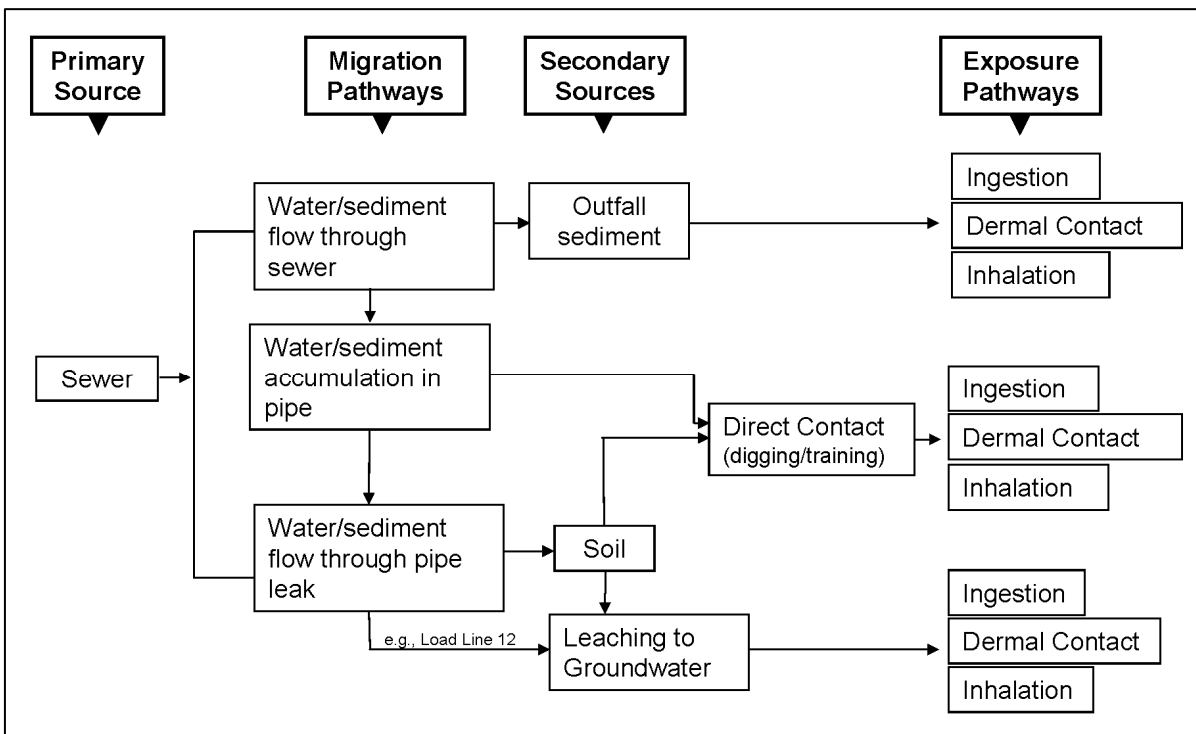 Primary
Source
Migration
Pathways
Secondary
Sources
Exposure
Pathways
Water/sediment
flow through
sewer
Outfall
sediment
Ingestion
Dermal Contact
Inhalation
Sewer
Water/sediment
accumulation in
pipe
Direct Contact
(digging/training)
Ingestion
Dermal Contact
Inhalation
Water/sediment
flow through pipe
leak
Soil
e.g., Load Line 12
Leaching to
Groundwater
Ingestion
Dermal Contact
Inhalation